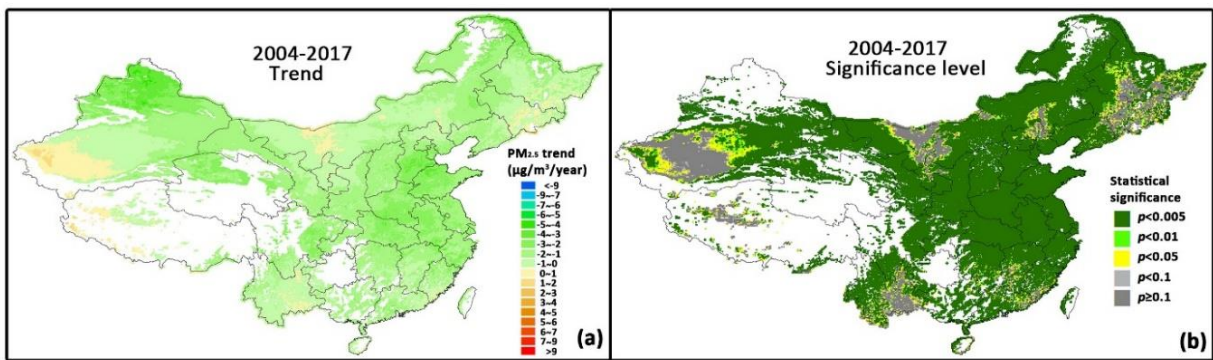 2004-2017
Trend
PM2.5 trend
(μg/m³/year)
<-9
-9~-7
-7~-6
-6~-5
-5~-4
-4~-3
-3~-2
-2~-1
-1~0
0~1
1~2
2~3
3~4
4~5
5~6
6~7
7~9
>9
(a)
2004-2017
Significance level
Statistical
significance
p<0.005
p<0.01
p<0.05
p<0.1
p≥0.1
(b)